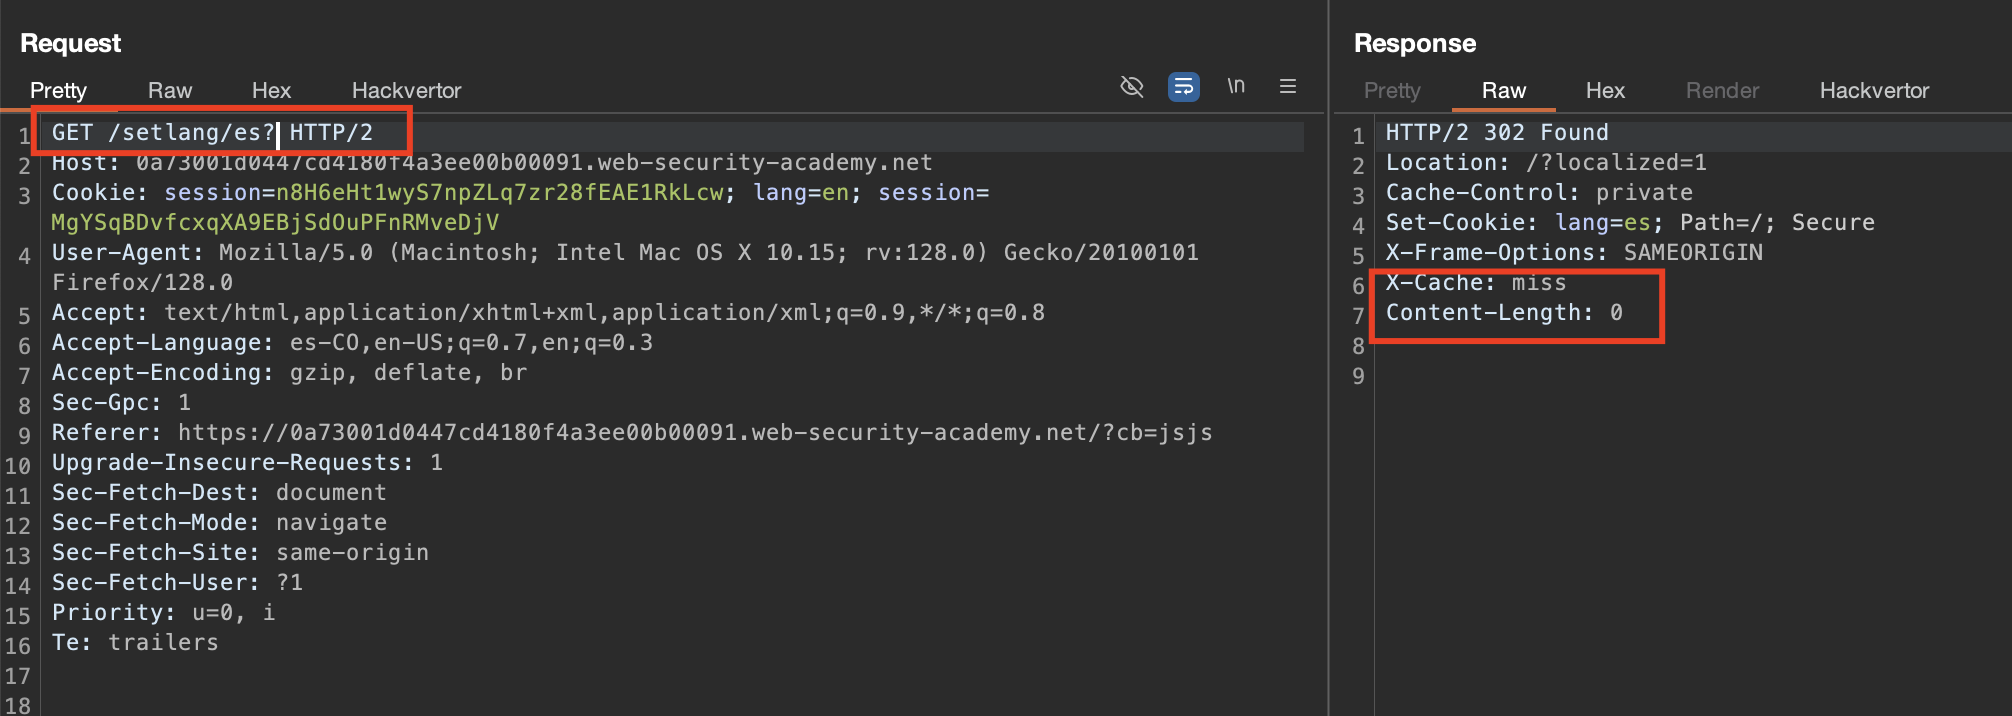 Request
Pretty Raw Hex Hackvertor \n
1 GET /setlang/es? HTTP/2
2 Host: 0a73001d0447cd4180f4a3ee00b00091.web-security-academy.net
3 Cookie: session=n8H6eHt1wyS7npZLq7zr28fEAE1RkLcw; lang=en; session=
MgYSqBDvfcxqXA9EBjSdOuPFnRMveDjV
4 User-Agent: Mozilla/5.0 (Macintosh; Intel Mac OS X 10.15; rv:128.0) Gecko/20100101
Firefox/128.0
5 Accept: text/html,application/xhtml+xml,application/xml;q=0.9,*/*;q=0.8
6 Accept-Language: es-CO,en-US;q=0.7,en;q=0.3
7 Accept-Encoding: gzip, deflate, br
8 Sec-Gpc: 1
9 Referer: https://0a73001d0447cd4180f4a3ee00b00091.web-security-academy.net/?cb=jsjs
10 Upgrade-Insecure-Requests: 1
11 Sec-Fetch-Dest: document
12 Sec-Fetch-Mode: navigate
13 Sec-Fetch-Site: same-origin
14 Sec-Fetch-User: ?1
15 Priority: u=0, i
16 Te: trailers
17
18
Response
Pretty Raw Hex Render Hackvertor
1 HTTP/2 302 Found
2 Location: /?localized=1
3 Cache-Control: private
4 Set-Cookie: lang=es; Path=/; Secure
5 X-Frame-Options: SAMEORIGIN
6 X-Cache: miss
7 Content-Length: 0
8
9